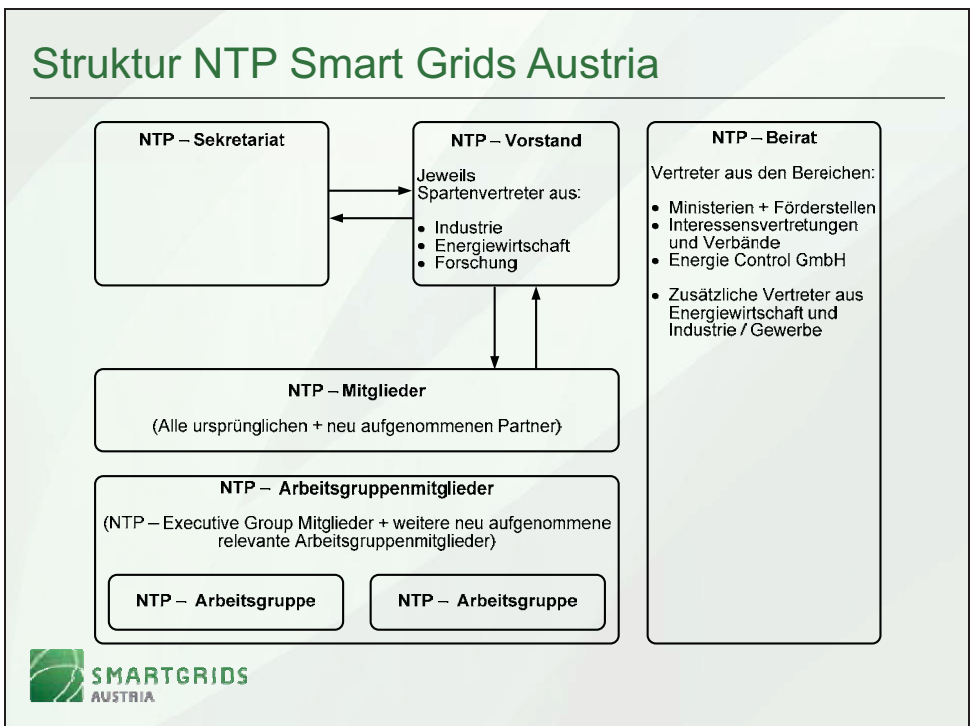 Struktur NTP Smart Grids Austria
NTP – Sekretariat
NTP – Vorstand
Jeweils
Spartenvertreter aus:
• Industrie
• Energiewirtschaft
• Forschung
NTP – Beirat
Vertreter aus den Bereichen:
• Ministerien + Förderstellen
• Interessensvertretungen
und Verbände
• Energie Control GmbH
• Zusätzliche Vertreter aus
Energiewirtschaft und
Industrie / Gewerbe
NTP – Mitglieder
(Alle ursprünglichen + neu aufgenommenen Partner)
NTP – Arbeitsgruppenmitglieder
(NTP – Executive Group Mitglieder + weitere neu aufgenommene
relevante Arbeitsgruppenmitglieder)
NTP – Arbeitsgruppe
NTP – Arbeitsgruppe
SMARTGRIDS
AUSTRIA